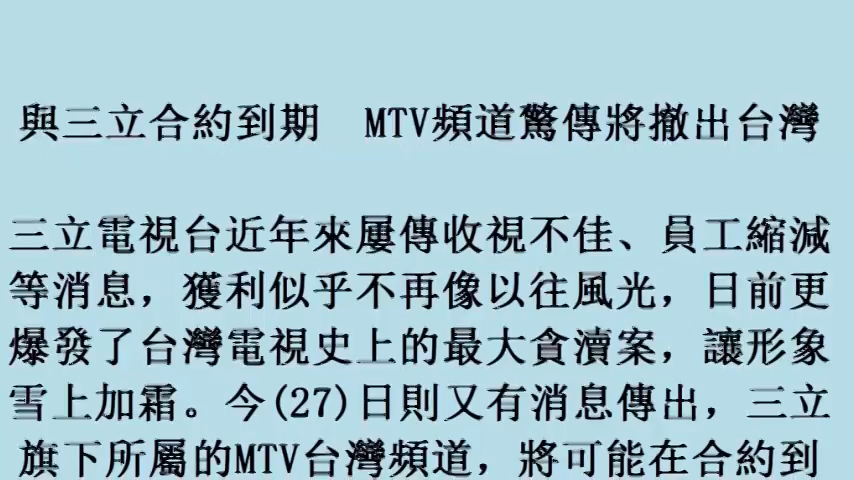 與三立合約到期　MTV頻道驚傳將撤出台灣
三立電視台近年來屢傳收視不佳、員工縮減
等消息，獲利似乎不再像以往風光，日前更
爆發了台灣電視史上的最大貪瀆案，讓形象
雪上加霜。今(27)日則又有消息傳出，三立
旗下所屬的MTV台灣頻道，將可能在合約到